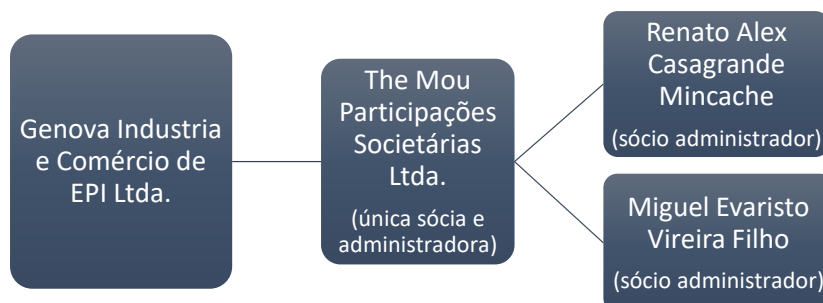 Genova Industria
e Comércio de
EPI Ltda.
The Mou
Participações
Societárias
Ltda.
(única sócia e
administradora)
Renato Alex
Casagrande
Mincache
(sócio administrador)
Miguel Evaristo
Vireira Filho
(sócio administrador)